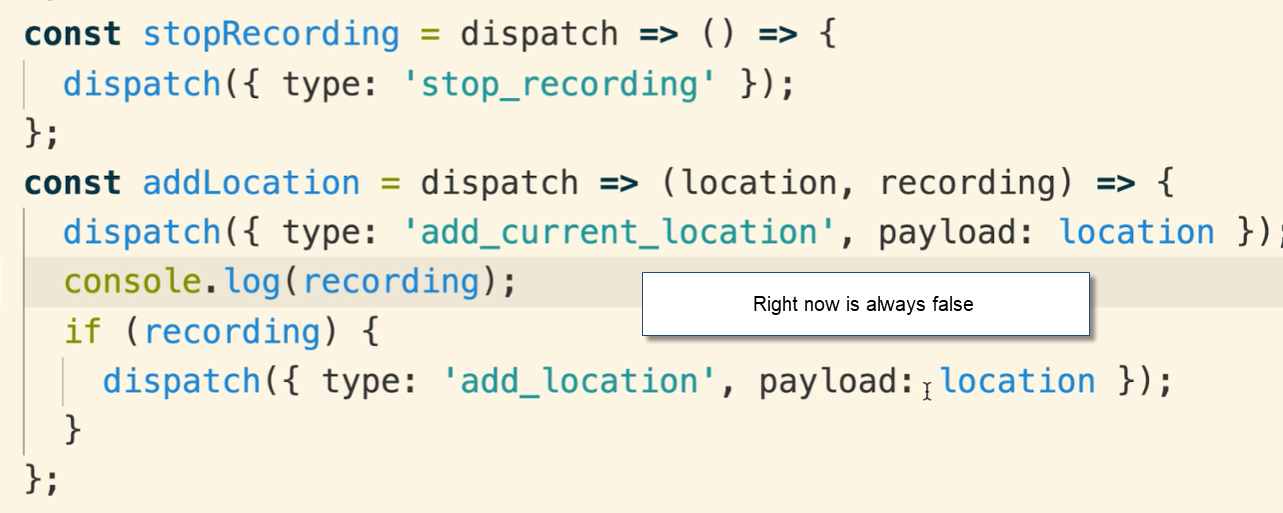 const stopRecording = dispatch => () => {
dispatch({ type: 'stop_recording' });
};
const addLocation = dispatch => (location, recording) => {
dispatch({ type: 'add_current_location', payload: location });
console.log(recording);
Right now is always false
if (recording) {
dispatch({ type: 'add_location', payload: location });
}
};